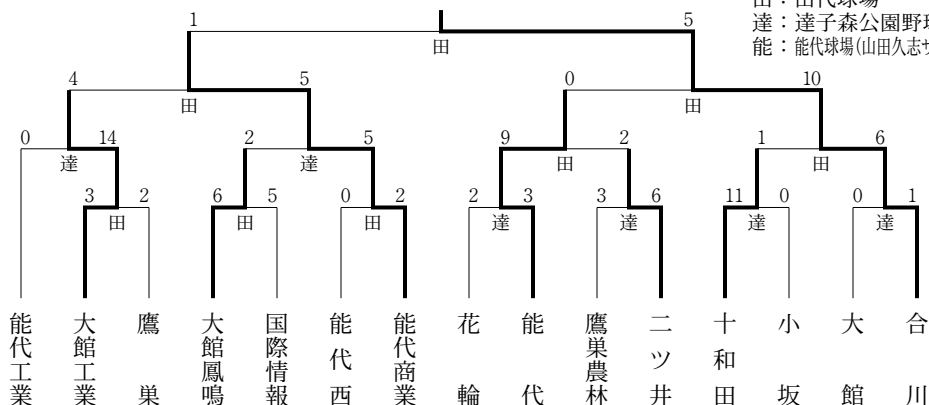 田：田代球場
達：達子森公園野球
能：能代球場(山田久志サ
1 5
田
4 5 0 10
田 田
0 14 2 5 9 2 1 6
達 達 田 田
3 2 6 5 0 2 2 3 3 6 11 0 0 1
田 田 田 達 達 達 達
能代工業
大館工業
鷹巣
大館鳳鳴
国際情報
能代西
能代商業
花輪
能代
鷹巣農林
二ツ井
十和田
小坂
大館
合川